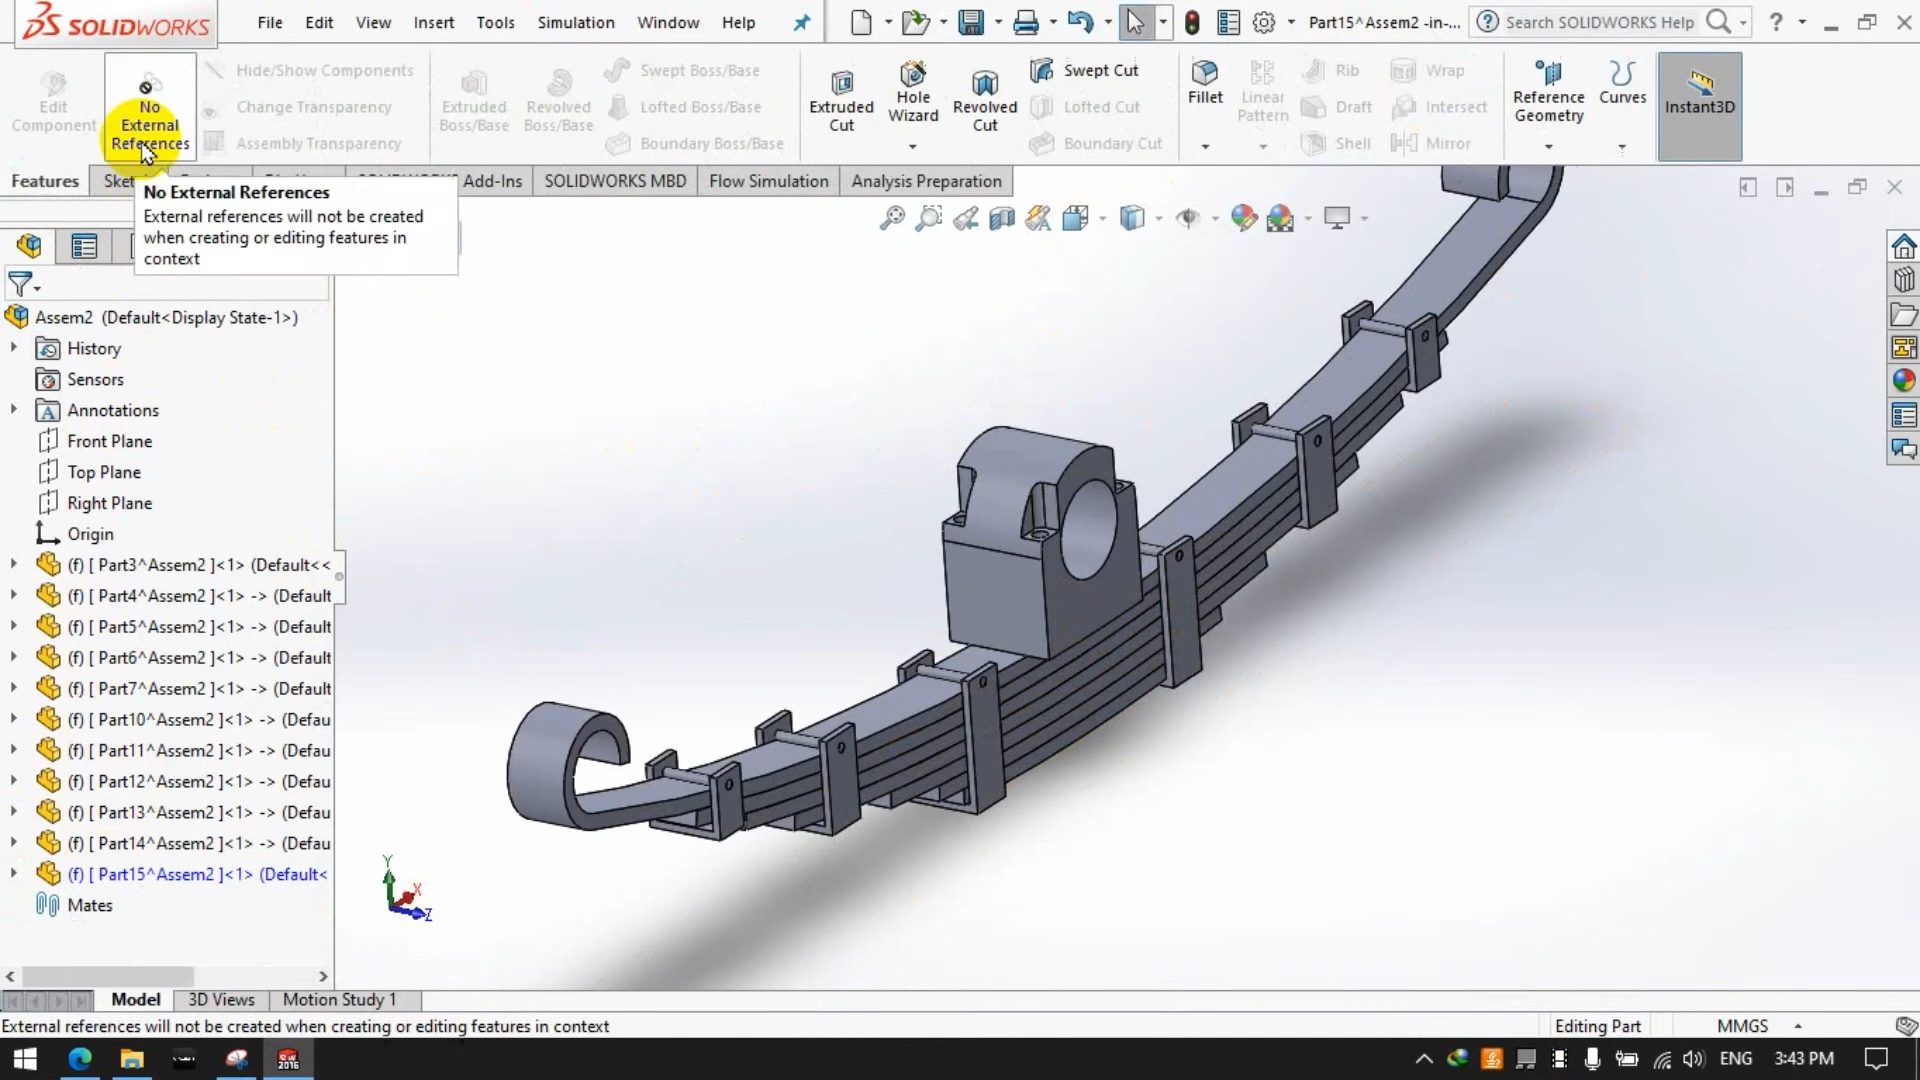 SOLIDWORKS
File Edit View Insert Tools Simulation Window Help
Part15^Assem2 -in-...
Search SOLIDWORKS Help
Edit
Component
No
External
References
Hide/Show Components
Change Transparency
Assembly Transparency
Extruded
Boss/Base
Revolved
Boss/Base
Swept Boss/Base
Lofted Boss/Base
Boundary Boss/Base
Extruded
Cut
Hole
Wizard
Revolved
Cut
Swept Cut
Lofted Cut
Boundary Cut
Fillet
Linear
Pattern
Rib
Draft
Shell
Wrap
Intersect
Mirror
Reference
Geometry
Curves
Instant3D
Features
Add-Ins
SOLIDWORKS MBD
Flow Simulation
Analysis Preparation
No External References
External references will not be created
when creating or editing features in
context
Assem2 (Default<Display State-1>)
History
Sensors
Annotations
Front Plane
Top Plane
Right Plane
Origin
(f) [ Part3^Assem2 ]<1> (Default<<
(f) [ Part4^Assem2 ]<1> -> (Default
(f) [ Part5^Assem2 ]<1> -> (Default
(f) [ Part6^Assem2 ]<1> -> (Default
(f) [ Part7^Assem2 ]<1> -> (Default
(f) [ Part10^Assem2 ]<1> -> (Defau
(f) [ Part11^Assem2 ]<1> -> (Defau
(f) [ Part12^Assem2 ]<1> -> (Defau
(f) [ Part13^Assem2 ]<1> -> (Defau
(f) [ Part14^Assem2 ]<1> -> (Defau
(f) [ Part15^Assem2 ]<1> (Default<
Mates
Y
X
Z
Model 3D Views Motion Study 1
External references will not be created when creating or editing features in context
Editing Part
MMGS
SW
2016
ENG
3:43 PM